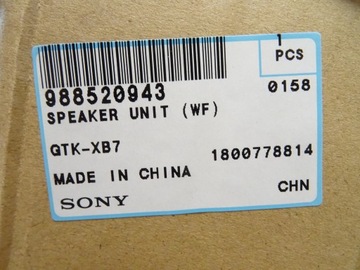 1
PCS
988520943
0158
SPEAKER UNIT (WF)
GTK-XB7
1800778814
MADE IN CHINA
CHN
SONY